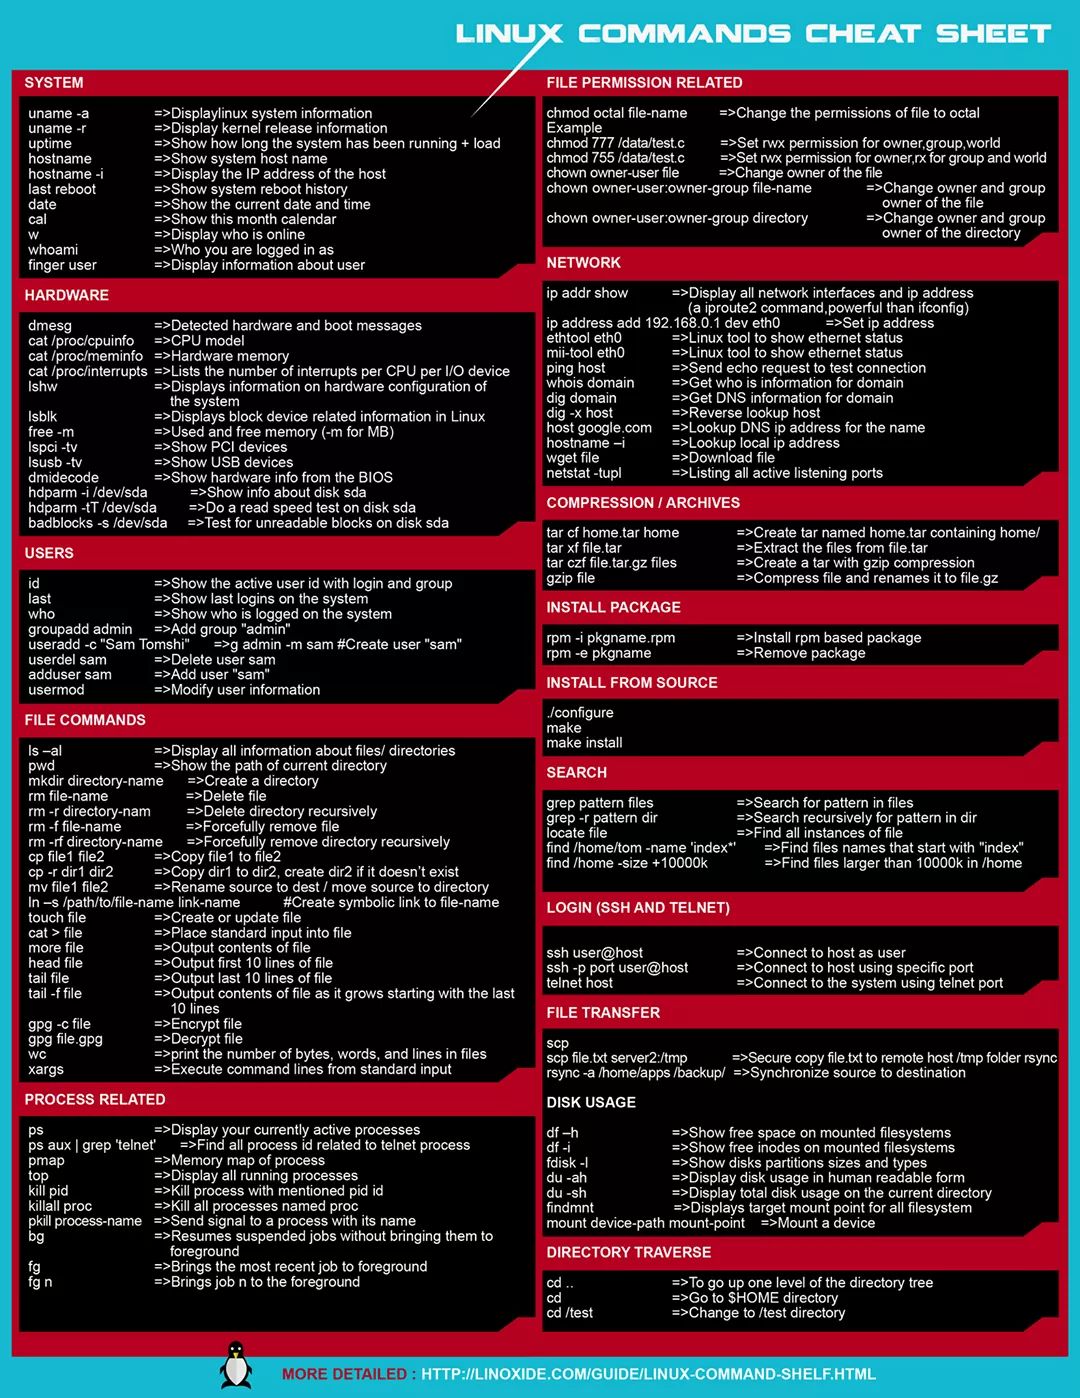 LINUX COMMANDS CHEAT SHEET
SYSTEM
uname -a =>Displaylinux system information
uname -r =>Display kernel release information
uptime =>Show how long the system has been running + load
hostname =>Show system host name
hostname -i =>Display the IP address of the host
last reboot =>Show system reboot history
date =>Show the current date and time
cal =>Show this month calendar
w =>Display who is online
whoami =>Who you are logged in as
finger user =>Display information about user
HARDWARE
dmesg =>Detected hardware and boot messages
cat /proc/cpuinfo =>CPU model
cat /proc/meminfo =>Hardware memory
cat /proc/interrupts =>Lists the number of interrupts per CPU per I/O device
lshw =>Displays information on hardware configuration of
the system
lsblk =>Displays block device related information in Linux
free -m =>Used and free memory (-m for MB)
lspci -tv =>Show PCI devices
lsusb -tv =>Show USB devices
dmidecode =>Show hardware info from the BIOS
hdparm -i /dev/sda =>Show info about disk sda
hdparm -tT /dev/sda =>Do a read speed test on disk sda
badblocks -s /dev/sda =>Test for unreadable blocks on disk sda
USERS
id =>Show the active user id with login and group
last =>Show last logins on the system
who =>Show who is logged on the system
groupadd admin =>Add group "admin"
useradd -c "Sam Tomshi" =>g admin -m sam #Create user "sam"
userdel sam =>Delete user sam
adduser sam =>Add user "sam"
usermod =>Modify user information
FILE COMMANDS
ls –al =>Display all information about files/ directories
pwd =>Show the path of current directory
mkdir directory-name =>Create a directory
rm file-name =>Delete file
rm -r directory-nam =>Delete directory recursively
rm -f file-name =>Forcefully remove file
rm -rf directory-name =>Forcefully remove directory recursively
cp file1 file2 =>Copy file1 to file2
cp -r dir1 dir2 =>Copy dir1 to dir2, create dir2 if it doesn't exist
mv file1 file2 =>Rename source to dest / move source to directory
ln –s /path/to/file-name link-name #Create symbolic link to file-name
touch file =>Create or update file
cat > file =>Place standard input into file
more file =>Output contents of file
head file =>Output first 10 lines of file
tail file =>Output last 10 lines of file
tail -f file =>Output contents of file as it grows starting with the last
10 lines
gpg -c file =>Encrypt file
gpg file.gpg =>Decrypt file
wc =>print the number of bytes, words, and lines in files
xargs =>Execute command lines from standard input
PROCESS RELATED
ps =>Display your currently active processes
ps aux | grep 'telnet' =>Find all process id related to telnet process
pmap =>Memory map of process
top =>Display all running processes
kill pid =>Kill process with mentioned pid id
killall proc =>Kill all processes named proc
pkill process-name =>Send signal to a process with its name
bg =>Resumes suspended jobs without bringing them to
foreground
fg =>Brings the most recent job to foreground
fg n =>Brings job n to the foreground
FILE PERMISSION RELATED
chmod octal file-name =>Change the permissions of file to octal
Example
chmod 777 /data/test.c =>Set rwx permission for owner,group,world
chmod 755 /data/test.c =>Set rwx permission for owner,rx for group and world
chown owner-user file =>Change owner of the file
chown owner-user:owner-group file-name =>Change owner and group
owner of the file
chown owner-user:owner-group directory =>Change owner and group
owner of the directory
NETWORK
ip addr show =>Display all network interfaces and ip address
(a iproute2 command,powerful than ifconfig)
ip address add 192.168.0.1 dev eth0 =>Set ip address
ethtool eth0 =>Linux tool to show ethernet status
mii-tool eth0 =>Linux tool to show ethernet status
ping host =>Send echo request to test connection
whois domain =>Get who is information for domain
dig domain =>Get DNS information for domain
dig -x host =>Reverse lookup host
host google.com =>Lookup DNS ip address for the name
hostname –i =>Lookup local ip address
wget file =>Download file
netstat -tupl =>Listing all active listening ports
COMPRESSION / ARCHIVES
tar cf home.tar home =>Create tar named home.tar containing home/
tar xf file.tar =>Extract the files from file.tar
tar czf file.tar.gz files =>Create a tar with gzip compression
gzip file =>Compress file and renames it to file.gz
INSTALL PACKAGE
rpm -i pkgname.rpm =>Install rpm based package
rpm -e pkgname =>Remove package
INSTALL FROM SOURCE
./configure
make
make install
SEARCH
grep pattern files =>Search for pattern in files
grep -r pattern dir =>Search recursively for pattern in dir
locate file =>Find all instances of file
find /home/tom -name 'index*' =>Find files names that start with "index"
find /home -size +10000k =>Find files larger than 10000k in /home
LOGIN (SSH AND TELNET)
ssh user@host =>Connect to host as user
ssh -p port user@host =>Connect to host using specific port
telnet host =>Connect to the system using telnet port
FILE TRANSFER
scp
scp file.txt server2:/tmp =>Secure copy file.txt to remote host /tmp folder rsync
rsync -a /home/apps /backup/ =>Synchronize source to destination
DISK USAGE
df –h =>Show free space on mounted filesystems
df -i =>Show free inodes on mounted filesystems
fdisk -l =>Show disks partitions sizes and types
du -ah =>Display disk usage in human readable form
du -sh =>Display total disk usage on the current directory
findmnt =>Displays target mount point for all filesystem
mount device-path mount-point =>Mount a device
DIRECTORY TRAVERSE
cd .. =>To go up one level of the directory tree
cd =>Go to $HOME directory
cd /test =>Change to /test directory
MORE DETAILED : HTTP://LINOXIDE.COM/GUIDE/LINUX-COMMAND-SHELF.HTML